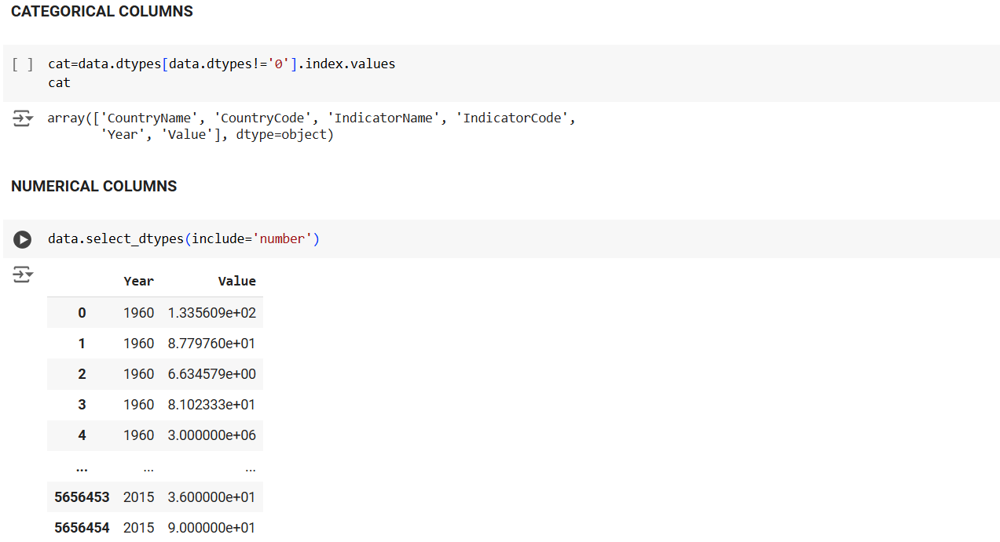 CATEGORICAL COLUMNS
[ ] cat=data.dtypes[data.dtypes!='0'].index.values
cat
array(['CountryName', 'CountryCode', 'IndicatorName', 'IndicatorCode',
'Year', 'Value'], dtype=object)
NUMERICAL COLUMNS
data.select_dtypes(include='number')
Year Value
0 1960 1.335609e+02
1 1960 8.779760e+01
2 1960 6.634579e+00
3 1960 8.102333e+01
4 1960 3.000000e+06
... ... ...
5656453 2015 3.600000e+01
5656454 2015 9.000000e+01